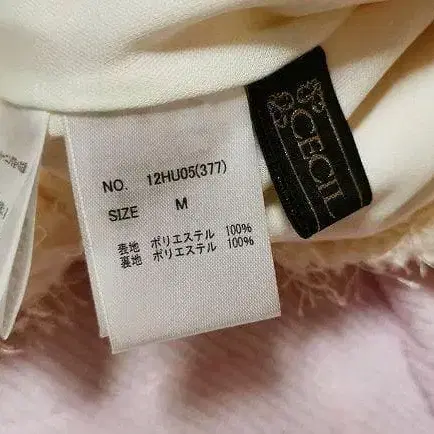 NO. 12HU05(377)
SIZE M
表地 ポリエステル 100%
裏地 ポリエステル 100%
CECIL